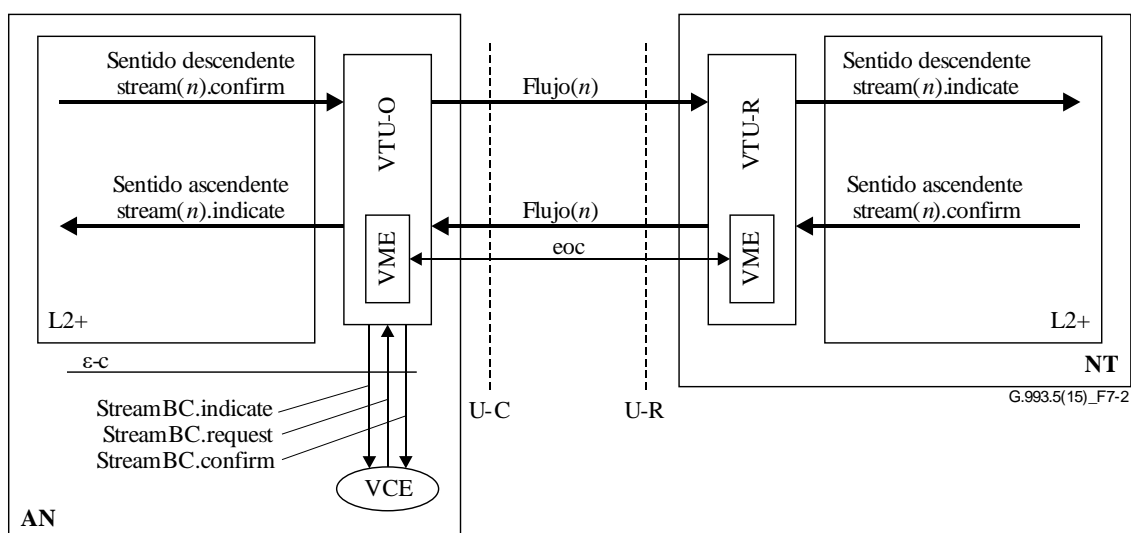 Sentido descendente
stream(n).confirm
Flujo(n)
Sentido descendente
stream(n).indicate
VTU-O
VTU-R
Sentido ascendente
stream(n).indicate
Flujo(n)
Sentido ascendente
stream(n).confirm
VME
eoc
VME
L2+
L2+
ε-c
NT
G.993.5(15)_F7-2
StreamBC.indicate
U-C
U-R
StreamBC.request
StreamBC.confirm
VCE
AN